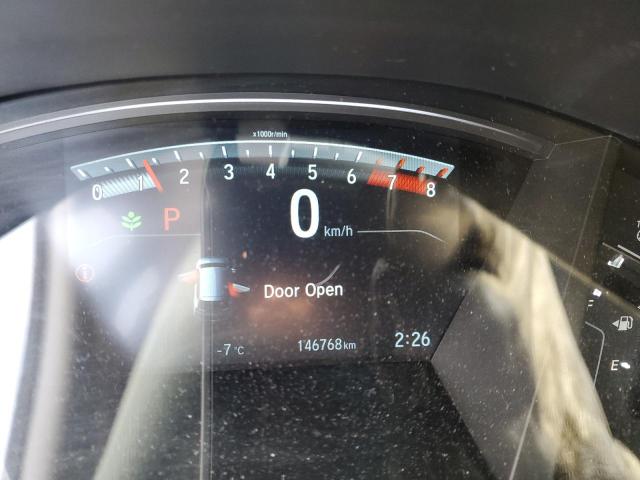 x1000r/min
0 1 2 3 4 5 6 7 8
P 0 km/h
Door Open
-7 °C 146768 km 2:26
F
E